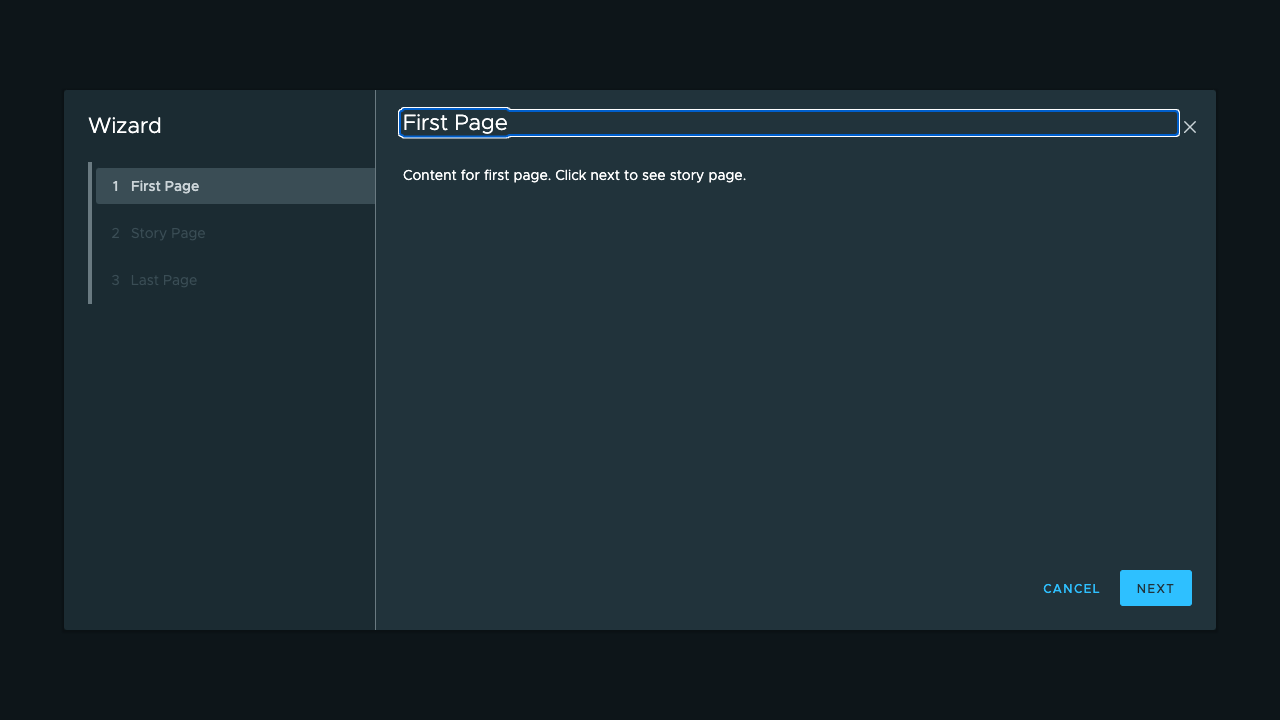 Wizard
1 First Page
2 Story Page
3 Last Page
First Page
Content for first page. Click next to see story page.
CANCEL
NEXT